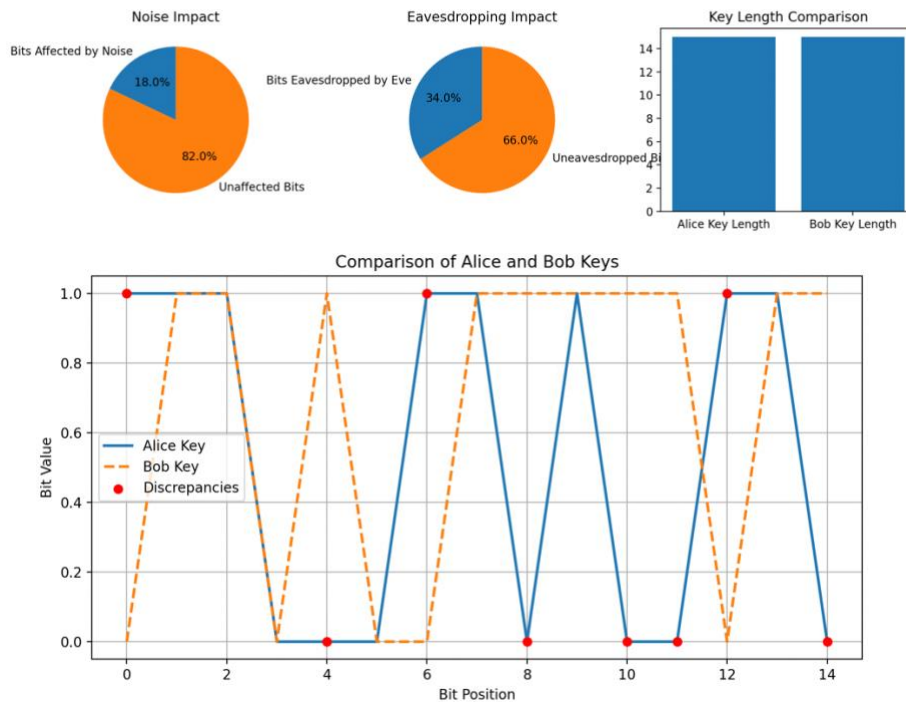 Noise Impact
Bits Affected by Noise
18.0%
82.0%
Unaffected Bits
Eavesdropping Impact
Bits Eavesdropped by Eve
34.0%
66.0%
Uneavesdropped Bi
Key Length Comparison
14
12
10
8
6
4
2
0
Alice Key Length Bob Key Length
Comparison of Alice and Bob Keys
Bit Value
1.0
0.8
0.6
0.4
0.2
0.0
Alice Key
Bob Key
Discrepancies
0 2 4 6 8 10 12 14
Bit Position